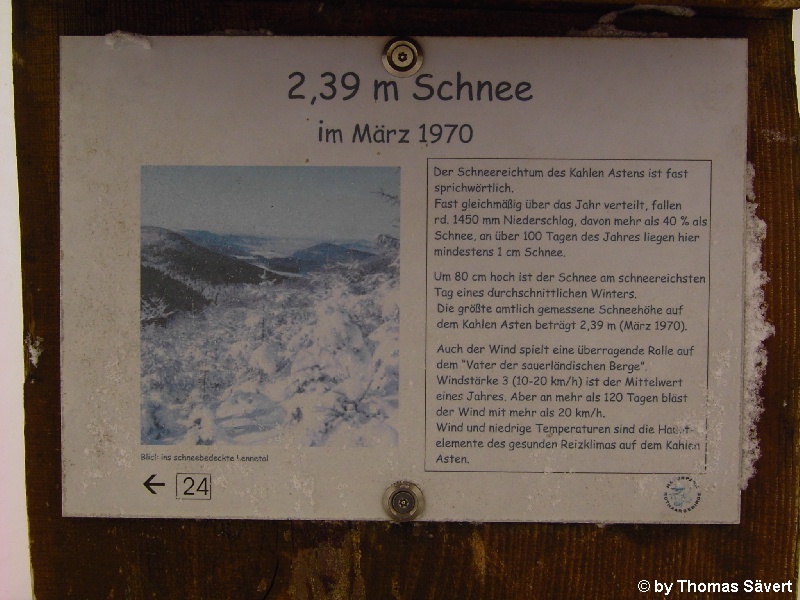 2,39 m Schnee
im März 1970
Der Schneereichtum des Kahlen Astens ist fast
sprichwörtlich.
Fast gleichmäßig über das Jahr verteilt, fallen
rd. 1450 mm Niederschlag, davon mehr als 40 % als
Schnee, an über 100 Tagen des Jahres liegen hier
mindestens 1 cm Schnee.
Um 80 cm hoch ist der Schnee am schneereichsten
Tag eines durchschnittlichen Winters.
Die größte amtlich gemessene Schneehöhe auf
dem Kahlen Asten beträgt 2,39 m (März 1970).
Auch der Wind spielt eine überragende Rolle auf
dem "Vater der sauerländischen Berge".
Windstärke 3 (10-20 km/h) ist der Mittelwert
eines Jahres. Aber an mehr als 120 Tagen bläst
der Wind mit mehr als 20 km/h.
Wind und niedrige Temperaturen sind die Haupt-
elemente des gesunden Reizklimas auf dem Kahlen
Asten.
Blick ins schneebedeckte Lennetal
← 24
© by Thomas Sävert